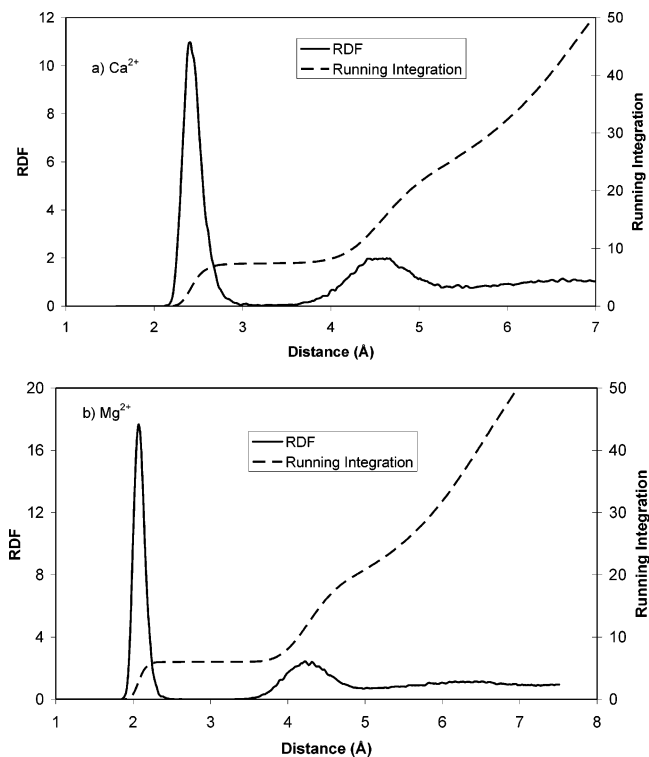 12
10
8
6
4
2
0
RDF
a) Ca²⁺
RDF
Running Integration
50
40
30
20
10
0
Running Integration
1 2 3 4 5 6 7
Distance (Å)
20
16
12
8
4
0
RDF
b) Mg²⁺
RDF
Running Integration
50
40
30
20
10
0
Running Integration
1 2 3 4 5 6 7 8
Distance (Å)